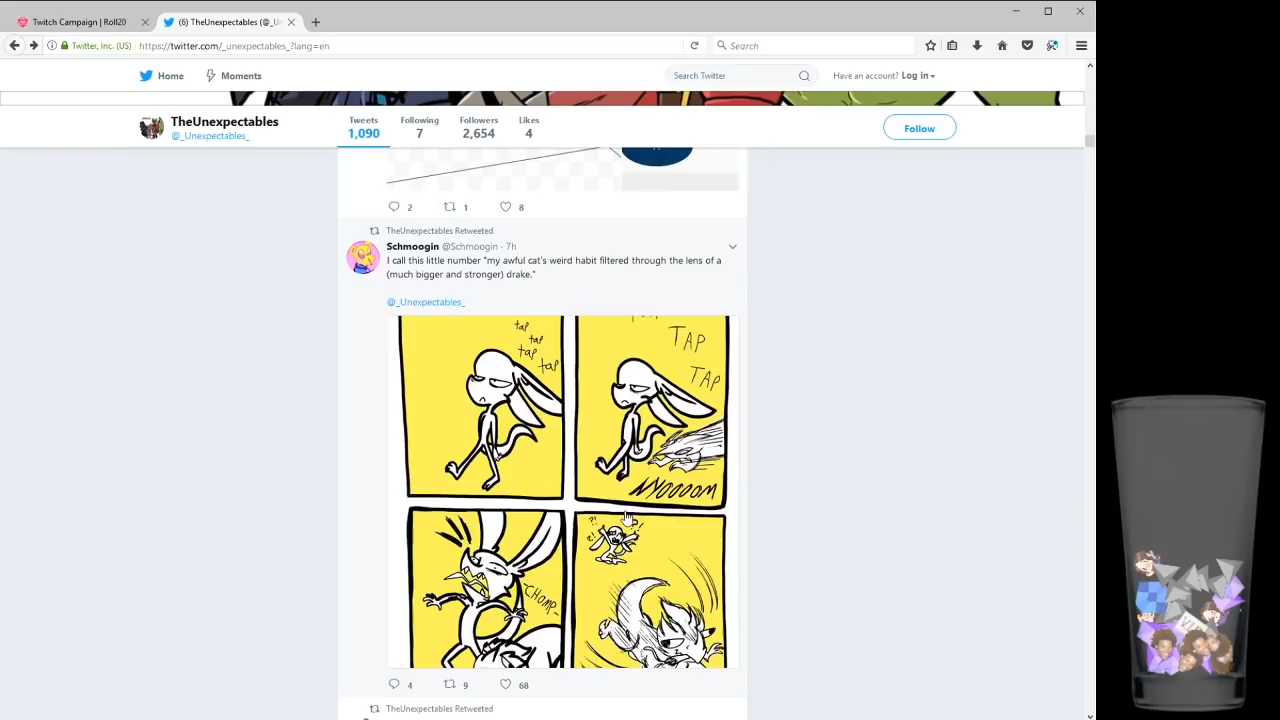 Twitch Campaign | Roll20
(6) TheUnexpectables (@_U
Twitter, Inc. (US)
https://twitter.com/_unexpectables_?lang=en
Search
Home
Moments
Search Twitter
Have an account? Log in
TheUnexpectables
@_Unexpectables_
Tweets
1,090
Following
7
Followers
2,654
Likes
4
Follow
2
1
8
TheUnexpectables Retweeted
Schmoogin @Schmoogin · 7h
I call this little number "my awful cat's weird habit filtered through the lens of a
(much bigger and stronger) drake."
@_Unexpectables_
tap
tap
tap
tap
TAP
TAP
NYOOOOM
CHOMP
?!
?!
4
9
68
TheUnexpectables Retweeted